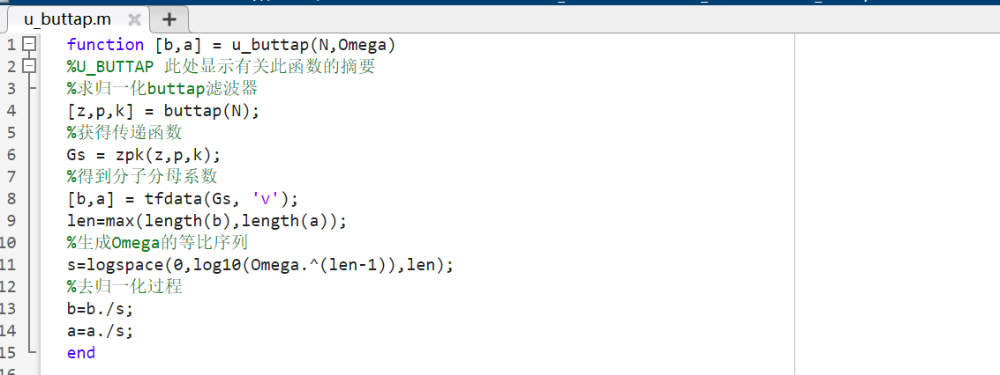 u_buttap.m
1 function [b,a] = u_buttap(N,Omega)
2 %U_BUTTAP 此处显示有关此函数的摘要
3 %求归一化buttap滤波器
4 [z,p,k] = buttap(N);
5 %获得传递函数
6 Gs = zpk(z,p,k);
7 %得到分子分母系数
8 [b,a] = tfdata(Gs, 'v');
9 len=max(length(b),length(a));
10 %生成Omega的等比序列
11 s=logspace(0,log10(Omega.^(len-1)),len);
12 %去归一化过程
13 b=b./s;
14 a=a./s;
15 end
16